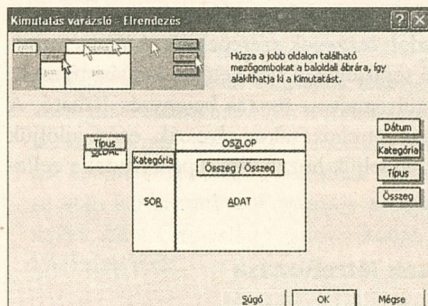 Kimutatás varázsló - Elrendezés
Húzza a jobb oldalon található
mezőgombokat a baloldali ábrára, így
alakíthatja ki a Kimutatást.
Dátum
Kategória
Típus
Összeg
Típus
OSZLOP
Kategória
Összeg / Összeg
SOR
ADAT
Súgó
OK
Mégse